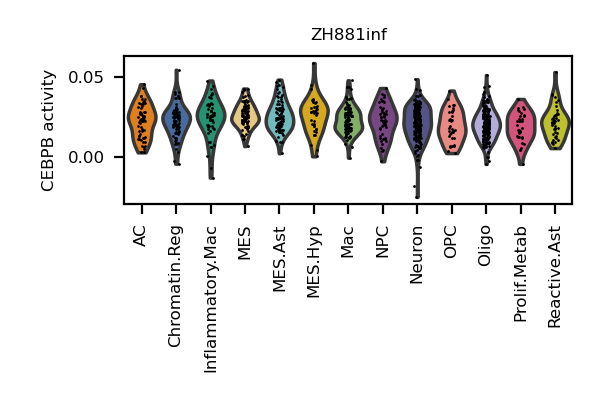 ZH881inf
CEBPB activity
0.05
0.00
AC
Chromatin.Reg
Inflammatory.Mac
MES
MES.Ast
MES.Hyp
Mac
NPC
Neuron
OPC
Oligo
Prolif.Metab
Reactive.Ast